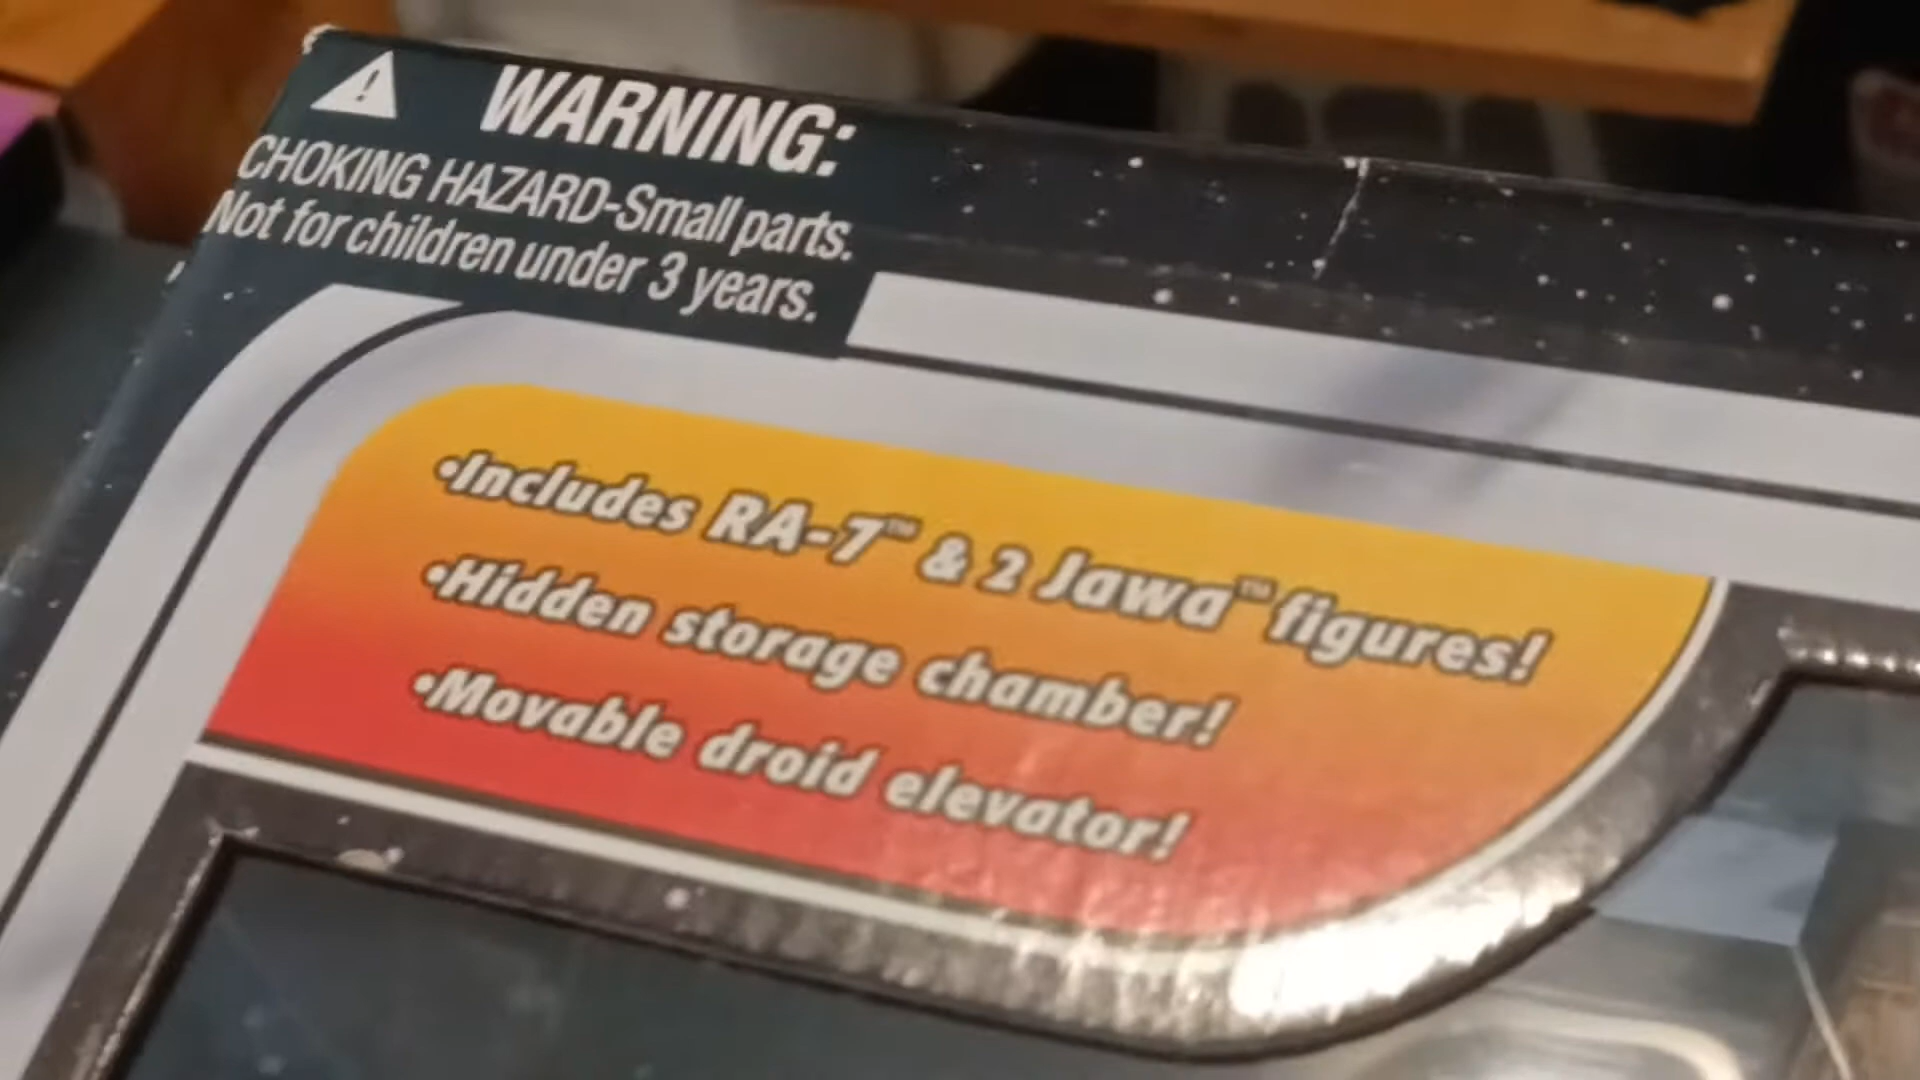 WARNING:
CHOKING HAZARD-Small parts.
Not for children under 3 years.
•Includes RA-7™ & 2 Jawa™ figures!
•Hidden storage chamber!
•Movable droid elevator!